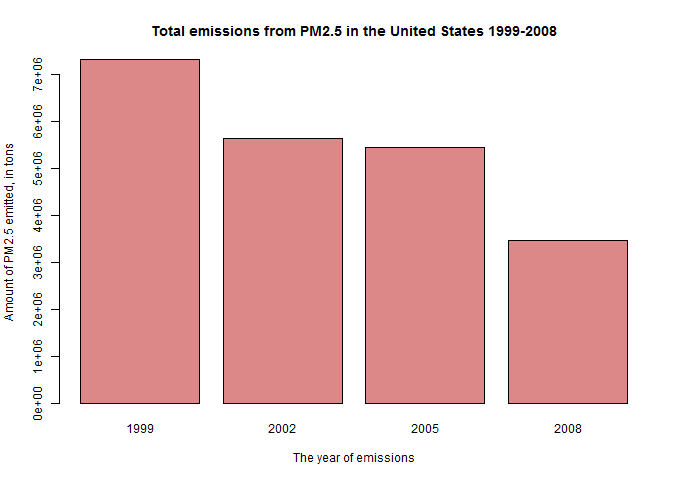 Total emissions from PM2.5 in the United States 1999-2008
Amount of PM2.5 emitted, in tons
7e+06
6e+06
5e+06
4e+06
3e+06
2e+06
1e+06
0e+00
1999 2002 2005 2008
The year of emissions